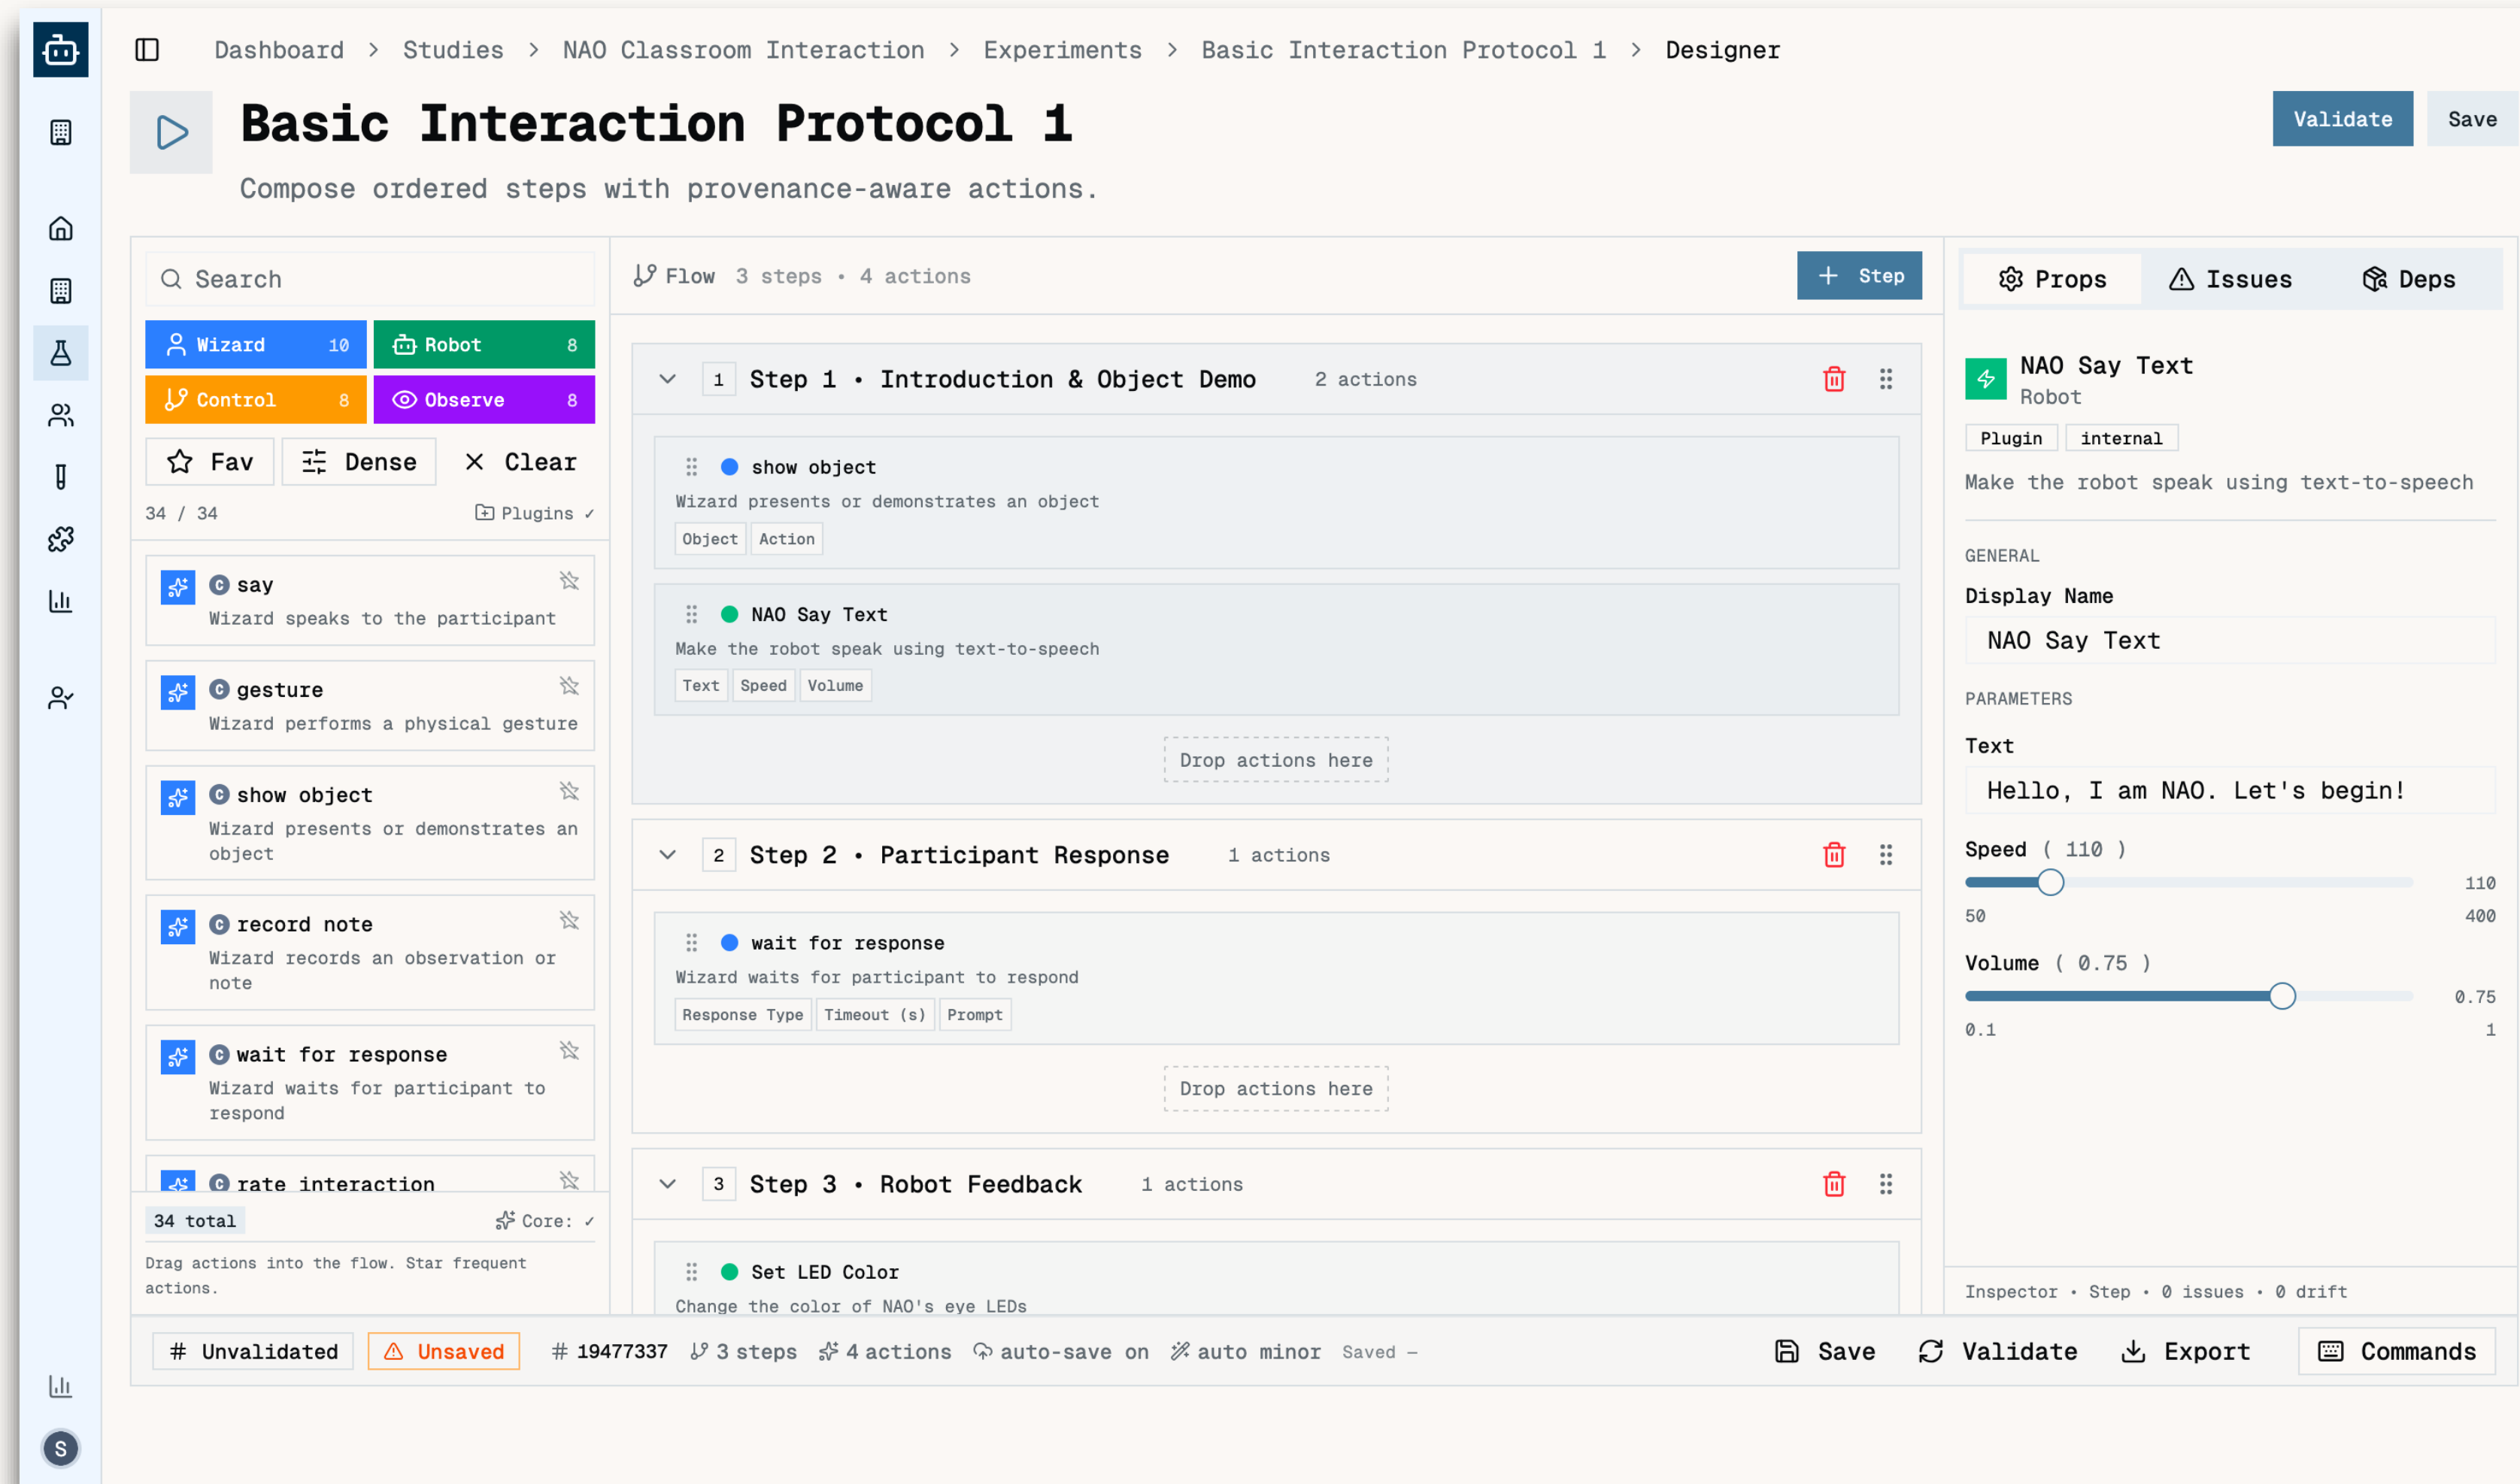 Dashboard > Studies > NAO Classroom Interaction > Experiments > Basic Interaction Protocol 1 > Designer
Basic Interaction Protocol 1
Compose ordered steps with provenance-aware actions.
Validate
Save
Search
Wizard 10
Robot 8
Control 8
Observe 8
Fav
Dense
Clear
34 / 34
Plugins ✓
C say
Wizard speaks to the participant
C gesture
Wizard performs a physical gesture
C show object
Wizard presents or demonstrates an
object
C record note
Wizard records an observation or
note
C wait for response
Wizard waits for participant to
respond
C rate interaction
34 total
Core: ✓
Drag actions into the flow. Star frequent
actions.
Flow 3 steps • 4 actions
+ Step
1 Step 1 • Introduction & Object Demo 2 actions
show object
Wizard presents or demonstrates an object
Object Action
NAO Say Text
Make the robot speak using text-to-speech
Text Speed Volume
Drop actions here
2 Step 2 • Participant Response 1 actions
wait for response
Wizard waits for participant to respond
Response Type Timeout (s) Prompt
Drop actions here
3 Step 3 • Robot Feedback 1 actions
Set LED Color
Change the color of NAO's eye LEDs
Props
Issues
Deps
NAO Say Text
Robot
Plugin internal
Make the robot speak using text-to-speech
GENERAL
Display Name
NAO Say Text
PARAMETERS
Text
Hello, I am NAO. Let's begin!
Speed ( 110 )
110
50 400
Volume ( 0.75 )
0.75
0.1 1
Inspector • Step • 0 issues • 0 drift
# Unvalidated
Unsaved
# 19477337
3 steps
4 actions
auto-save on
auto minor
Saved —
Save
Validate
Export
Commands
S